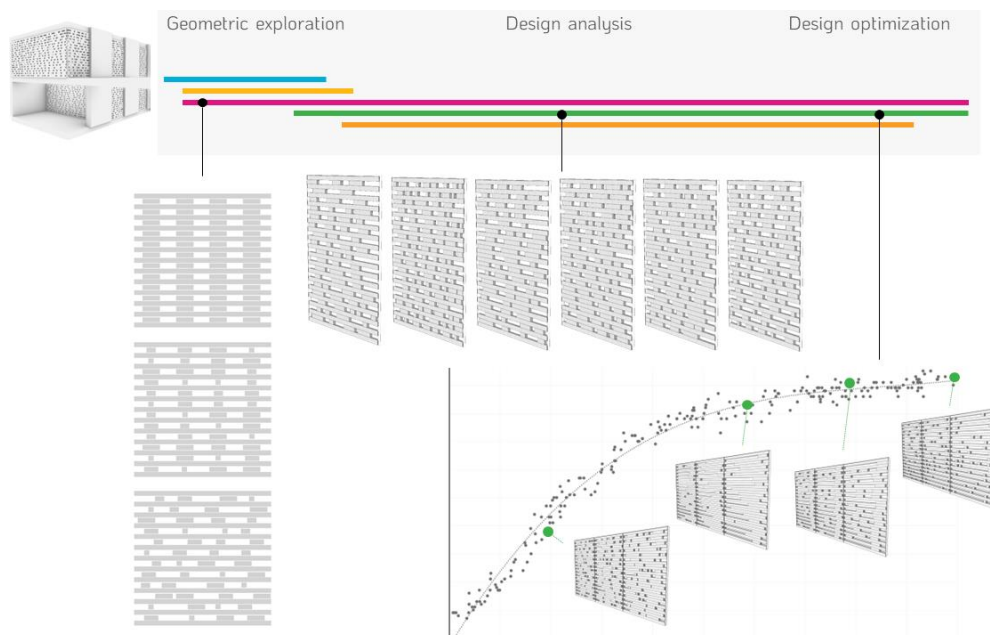 Geometric exploration
Design analysis
Design optimization